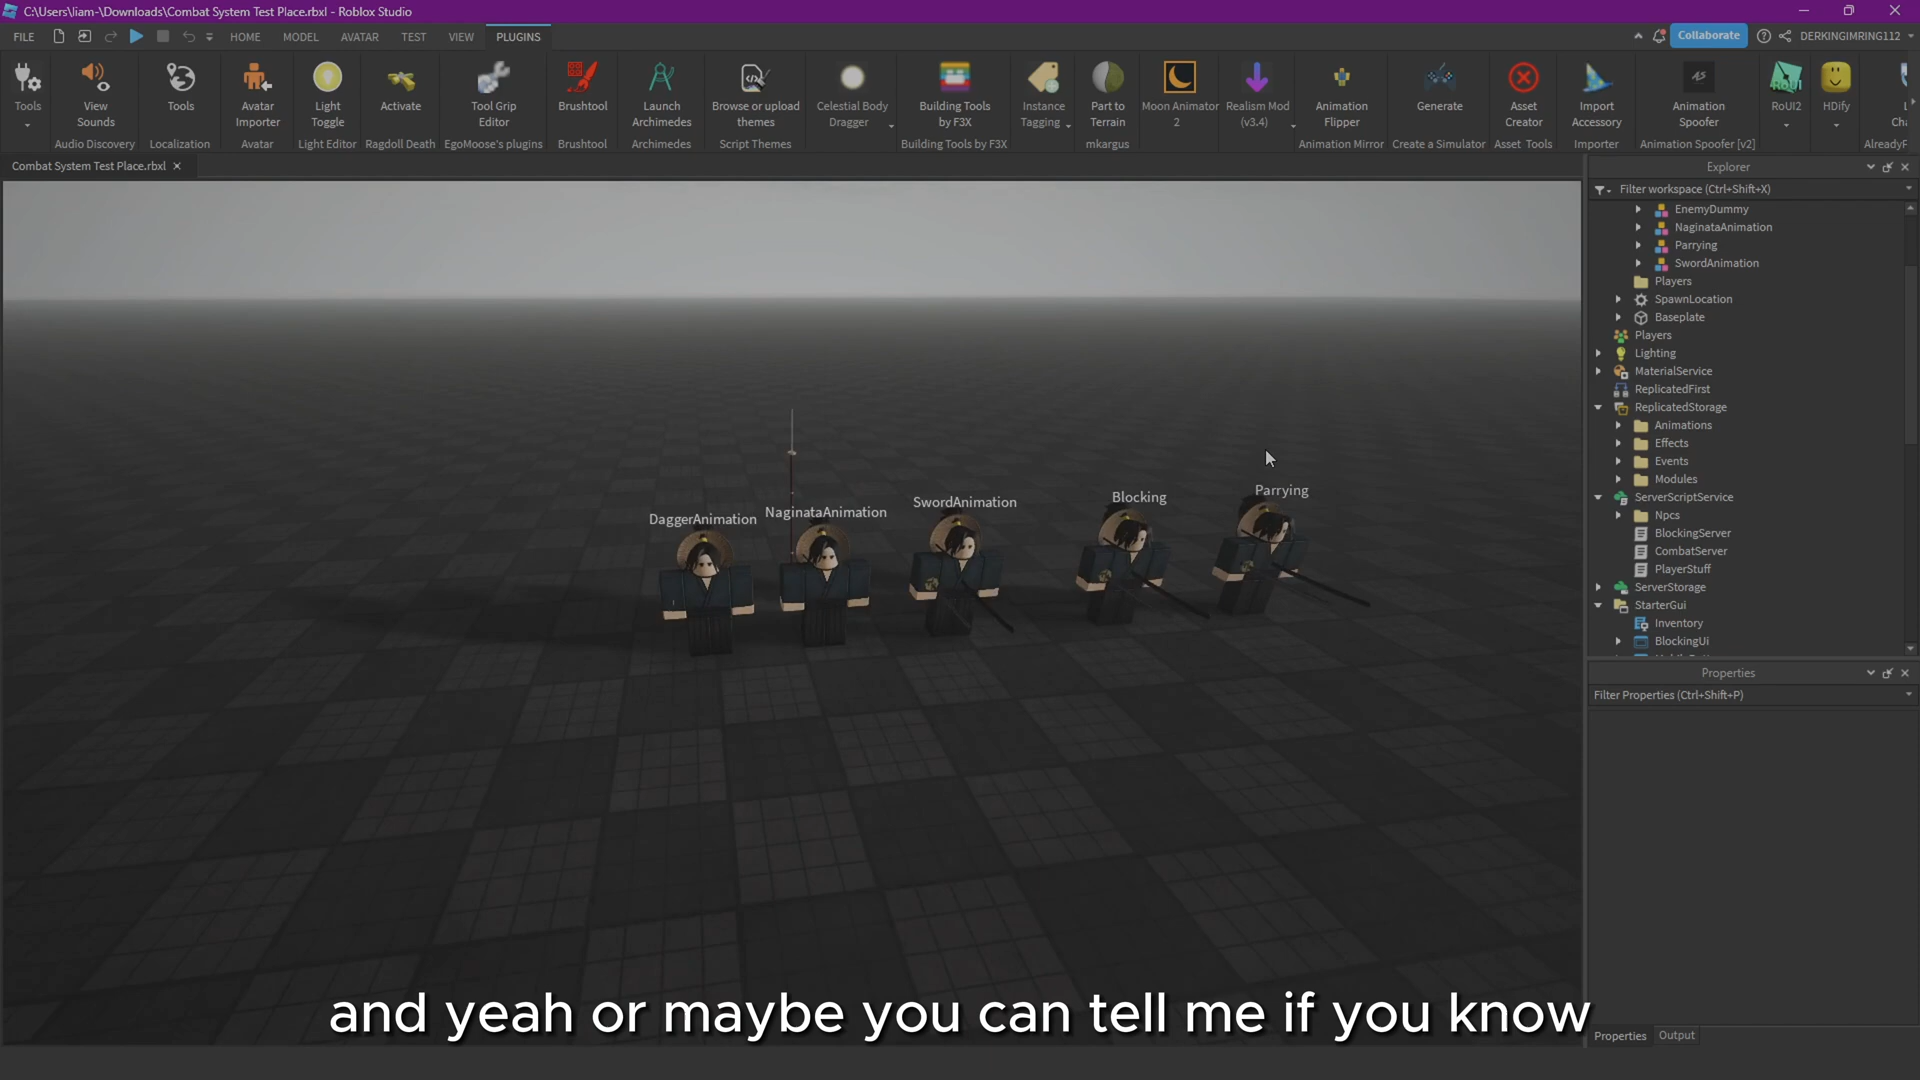 C:\Users\liam-\Downloads\Combat System Test Place.rbxl - Roblox Studio
FILE HOME MODEL AVATAR TEST VIEW PLUGINS Collaborate DERKINGIMRING112
Tools
View Sounds
Audio Discovery
Tools
Localization
Avatar Importer
Avatar
Light Toggle
Light Editor
Activate
Ragdoll Death
Tool Grip Editor
EgoMoose's plugins
Brushtool
Brushtool
Launch Archimedes
Archimedes
Browse or upload themes
Script Themes
Celestial Body Dragger
Building Tools by F3X
Building Tools by F3X
Instance Tagging
Part to Terrain
mkargus
Moon Animator 2
Realism Mod (v3.4)
Animation Flipper
Animation Mirror
Generate
Create a Simulator
Asset Creator
Asset Tools
Import Accessory
Importer
AS
Animation Spoofer
Animation Spoofer [v2]
RoUI2
HDify
AlreadyF
Combat System Test Place.rbxl
Explorer
Filter workspace (Ctrl+Shift+X)
EnemyDummy
NaginataAnimation
Parrying
SwordAnimation
Players
SpawnLocation
Baseplate
Players
Lighting
MaterialService
ReplicatedFirst
ReplicatedStorage
Animations
Effects
Events
Modules
ServerScriptService
Npcs
BlockingServer
CombatServer
PlayerStuff
ServerStorage
StarterGui
Inventory
BlockingUi
Properties
Filter Properties (Ctrl+Shift+P)
DaggerAnimation
NaginataAnimation
SwordAnimation
Blocking
Parrying
and yeah or maybe you can tell me if you know
Properties Output